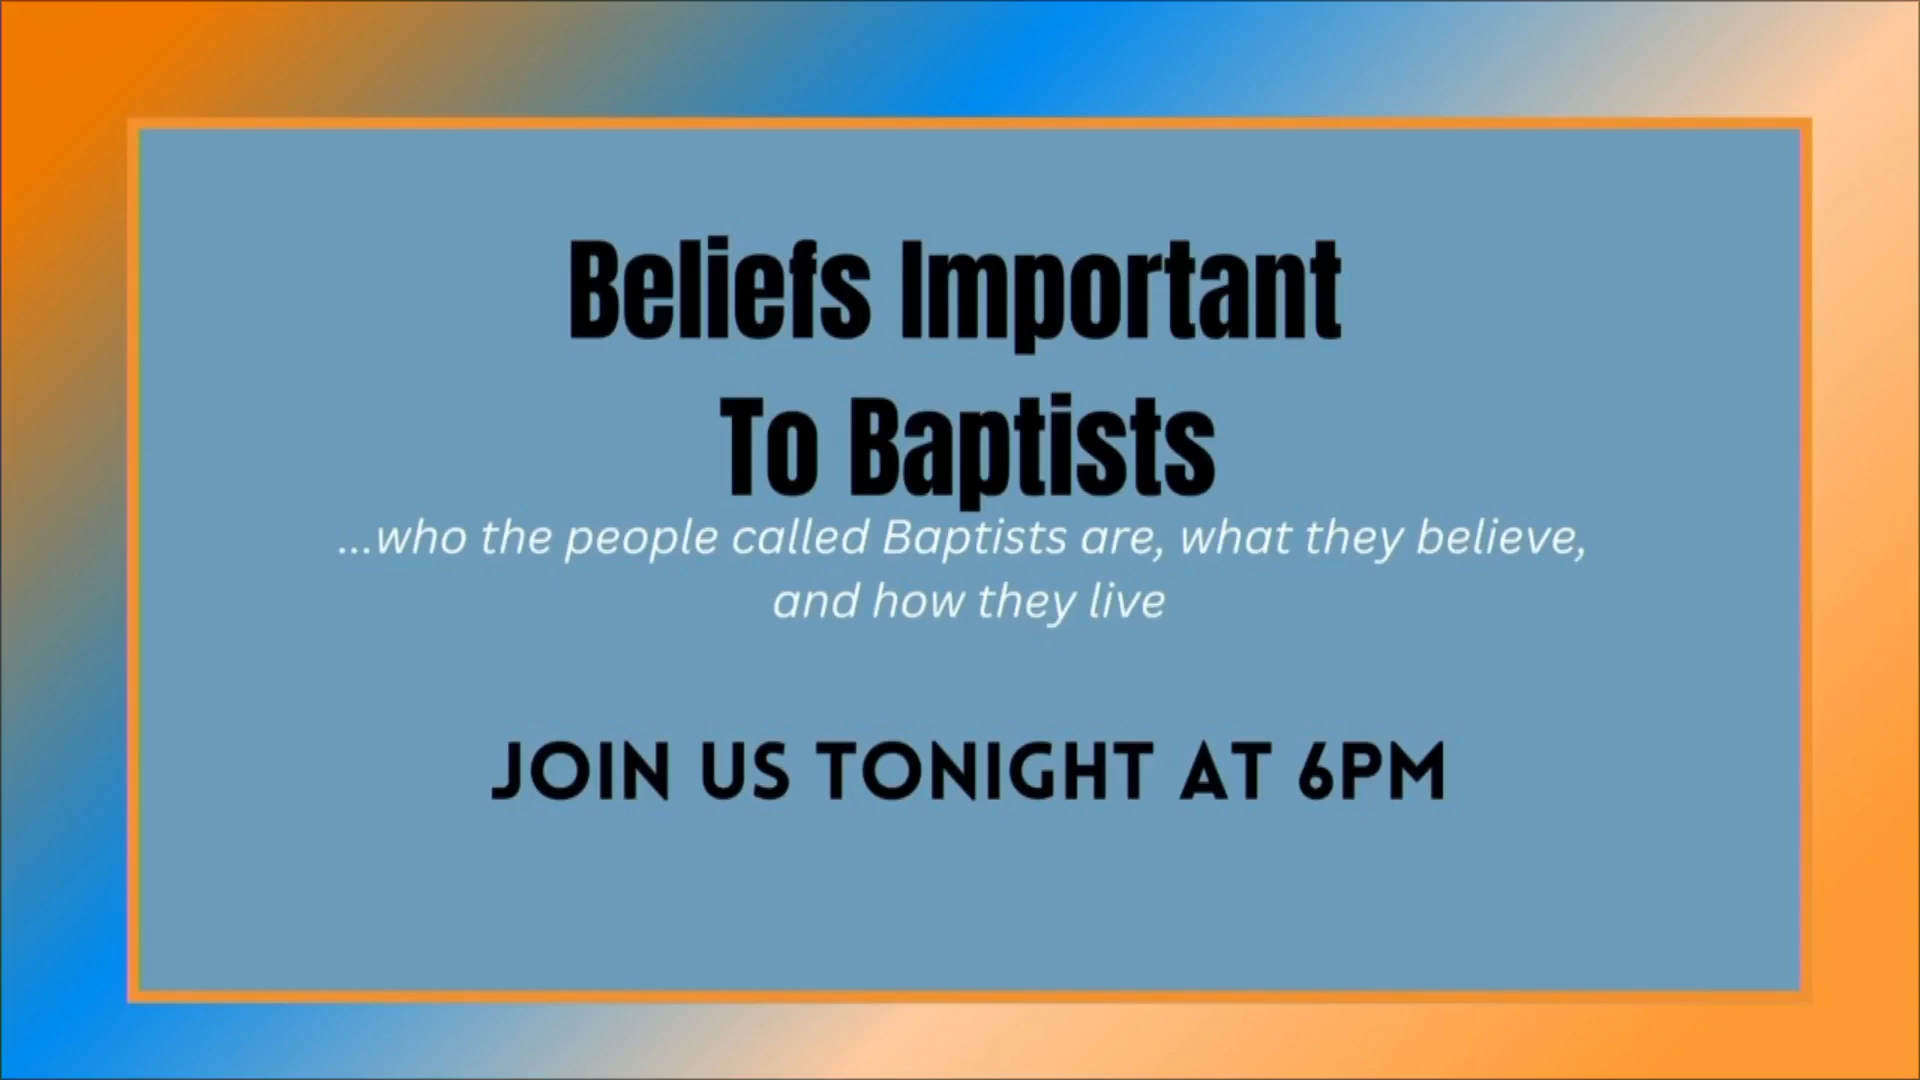 Beliefs Important
To Baptists
...who the people called Baptists are, what they believe,
and how they live
JOIN US TONIGHT AT 6PM